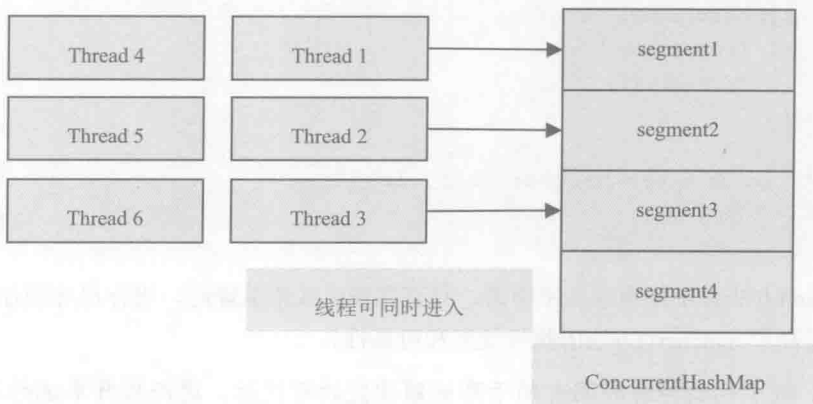 Thread 4
Thread 1
segment1
Thread 5
Thread 2
segment2
Thread 6
Thread 3
segment3
线程可同时进入
segment4
ConcurrentHashMap